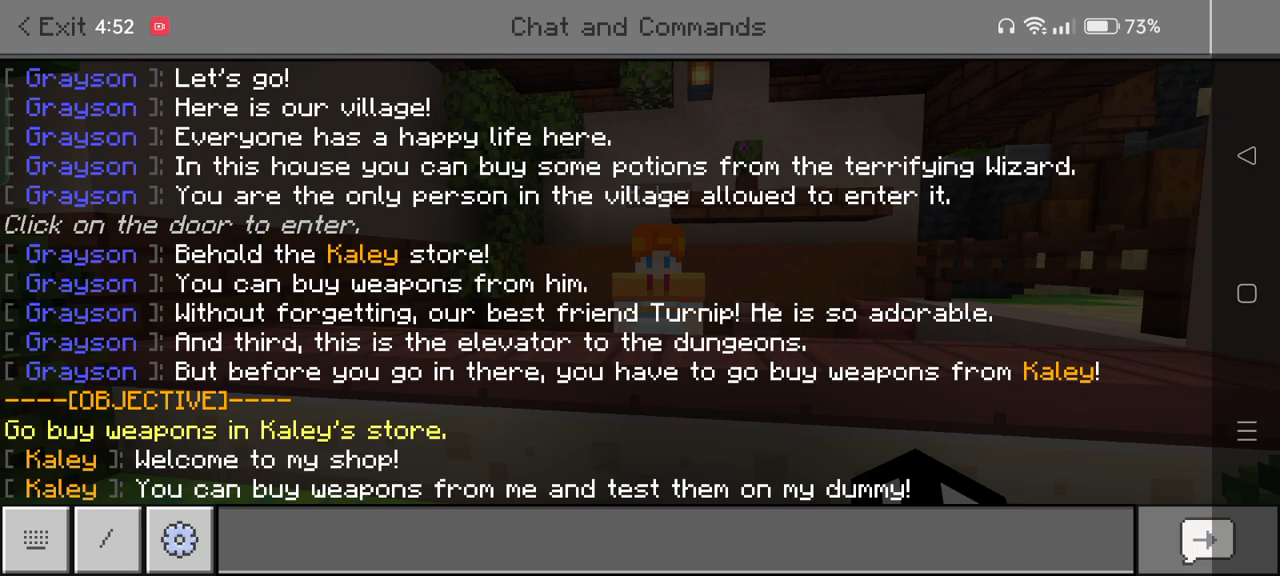 Exit 4:52 Chat and Commands 73%
[ Grayson ]: Let's go!
[ Grayson ]: Here is our village!
[ Grayson ]: Everyone has a happy life here.
[ Grayson ]: In this house you can buy some potions from the terrifying Wizard.
[ Grayson ]: You are the only person in the village allowed to enter it.
Click on the door to enter.
[ Grayson ]: Behold the Kaley store!
[ Grayson ]: You can buy weapons from him.
[ Grayson ]: Without forgetting, our best friend Turnip! He is so adorable.
[ Grayson ]: And third, this is the elevator to the dungeons.
[ Grayson ]: But before you go in there, you have to go buy weapons from Kaley!
----[OBJECTIVE]----
Go buy weapons in Kaley's store.
[ Kaley ]: Welcome to my shop!
[ Kaley ]: You can buy weapons from me and test them on my dummy!
/